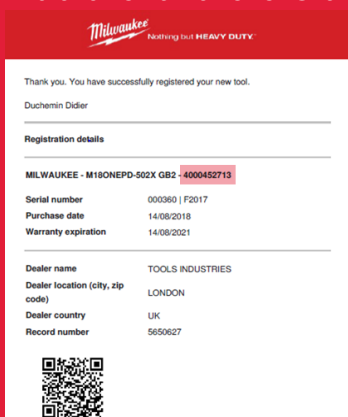 Milwaukee
Nothing but HEAVY DUTY.
Thank you. You have successfully registered your new tool.
Duchemin Didier
Registration details
MILWAUKEE - M18ONEPD-502X GB2 - 4000452713
Serial number 000360 | F2017
Purchase date 14/08/2018
Warranty expiration 14/08/2021
Dealer name TOOLS INDUSTRIES
Dealer location (city, zip
code) LONDON
Dealer country UK
Record number 5650627